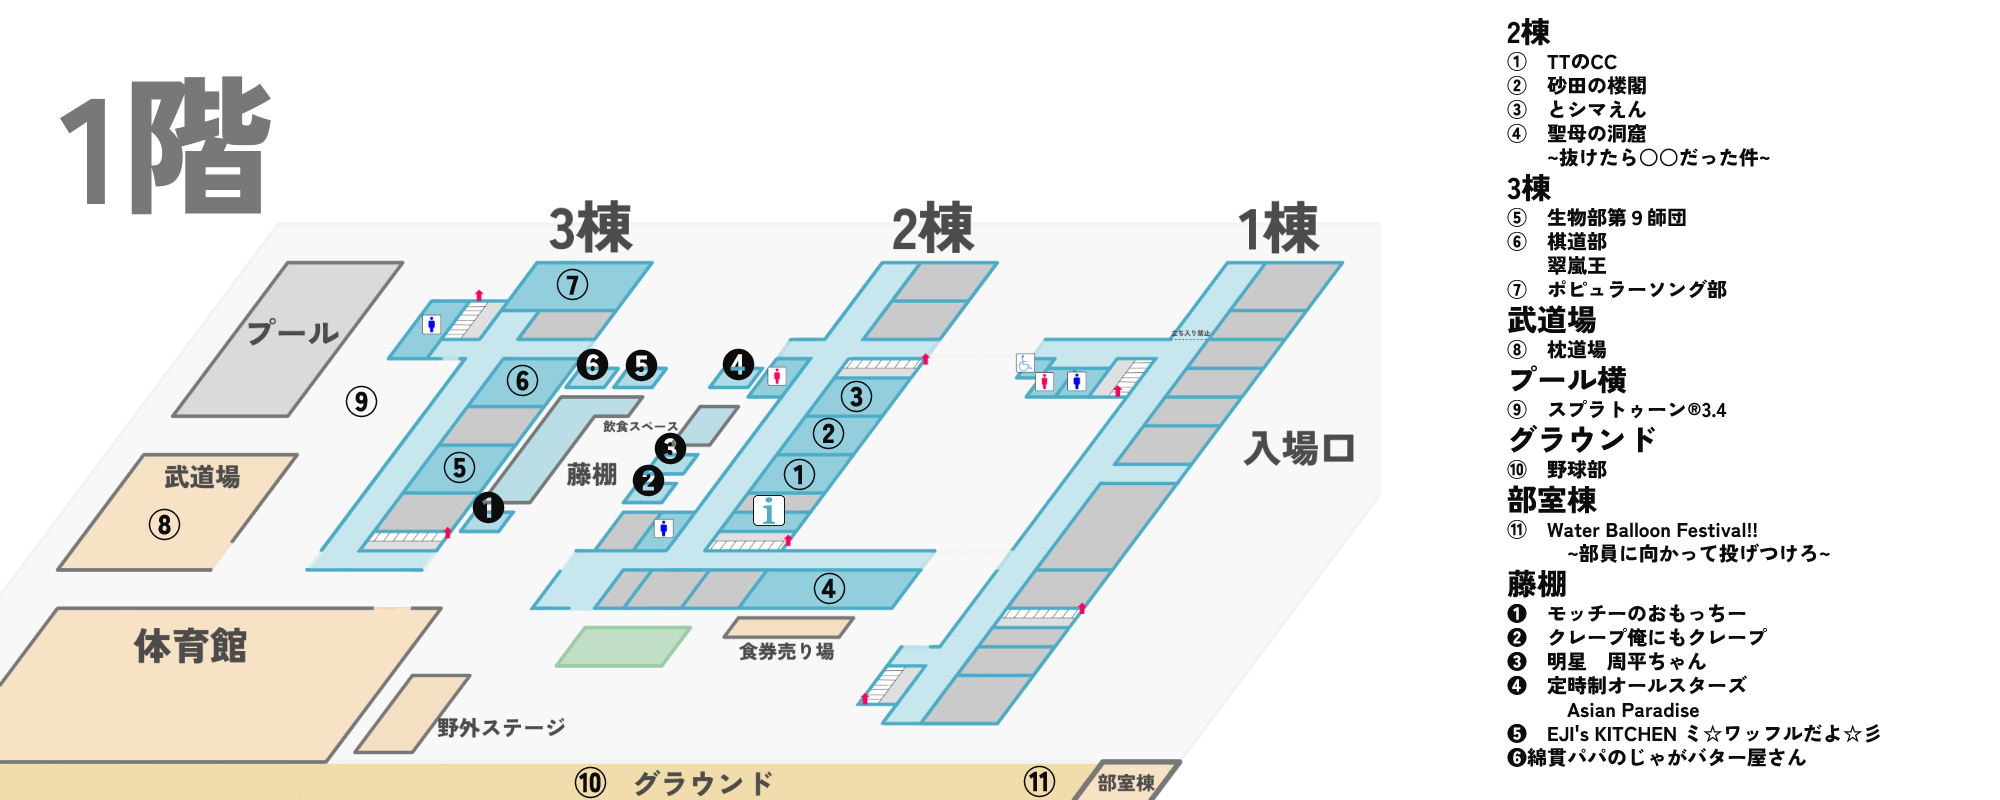 1階
3棟
2棟
1棟
⑦
プール
立ち入り禁止
⑥
❻
❺
❹
③
⑨
飲食スペース
②
入場口
❸
武道場
⑤
藤棚
❷
①
⑧
❶
i
④
体育館
食券売り場
野外ステージ
⑩
グラウンド
⑪
部室棟
2棟
① TTのCC
② 砂田の楼閣
③ とシマえん
④ 聖母の洞窟
~抜けたら〇〇だった件~
3棟
⑤ 生物部第９師団
⑥ 棋道部
翠嵐王
⑦ ポピュラーソング部
武道場
⑧ 枕道場
プール横
⑨ スプラトゥーン®3.4
グラウンド
⑩ 野球部
部室棟
⑪ Water Balloon Festival!!
~部員に向かって投げつけろ~
藤棚
❶ モッチーのおもっちー
❷ クレープ俺にもクレープ
❸ 明星　周平ちゃん
❹ 定時制オールスターズ
Asian Paradise
❺ EJI's KITCHEN ミ☆ワッフルだよ☆彡
❻綿貫パパのじゃがバター屋さん